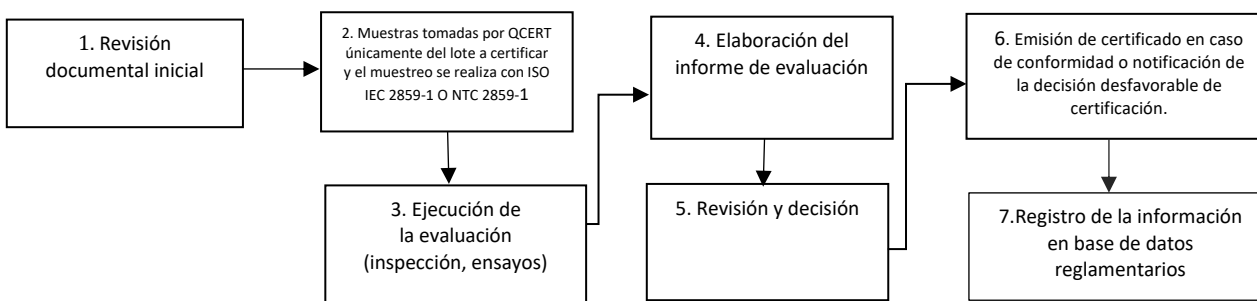 1. Revisión
documental inicial
2. Muestras tomadas por QCERT
únicamente del lote a certificar
y el muestreo se realiza con ISO
IEC 2859-1 O NTC 2859-1
3. Ejecución de
la evaluación
(inspección, ensayos)
4. Elaboración del
informe de evaluación
5. Revisión y decisión
6. Emisión de certificado en caso
de conformidad o notificación de
la decisión desfavorable de
certificación.
7.Registro de la información
en base de datos
reglamentarios